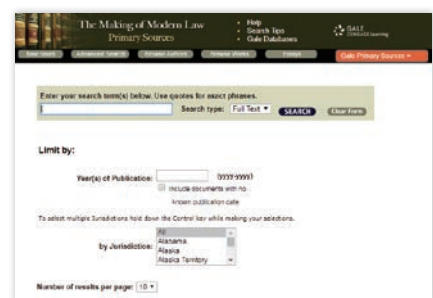 The Making of Modern Law
Primary Sources
• Help
• Search Tips
• Gale Databases
GALE
CENGAGE Learning
Basic Search
Advanced Search
Browse Authors
Browse Works
Essays
Gale Primary Sources
Enter your search term(s) below. Use quotes for exact phrases.
Search type: Full Text
SEARCH
Clear Form
Limit by:
Year(s) of Publication: (yyyy-yyyy)
Include documents with no
known publication date
To select multiple Jurisdictions hold down the Control key while making your selections.
by Jurisdiction:
All
Alabama
Alaska
Alaska Territory
Number of results per page: 10